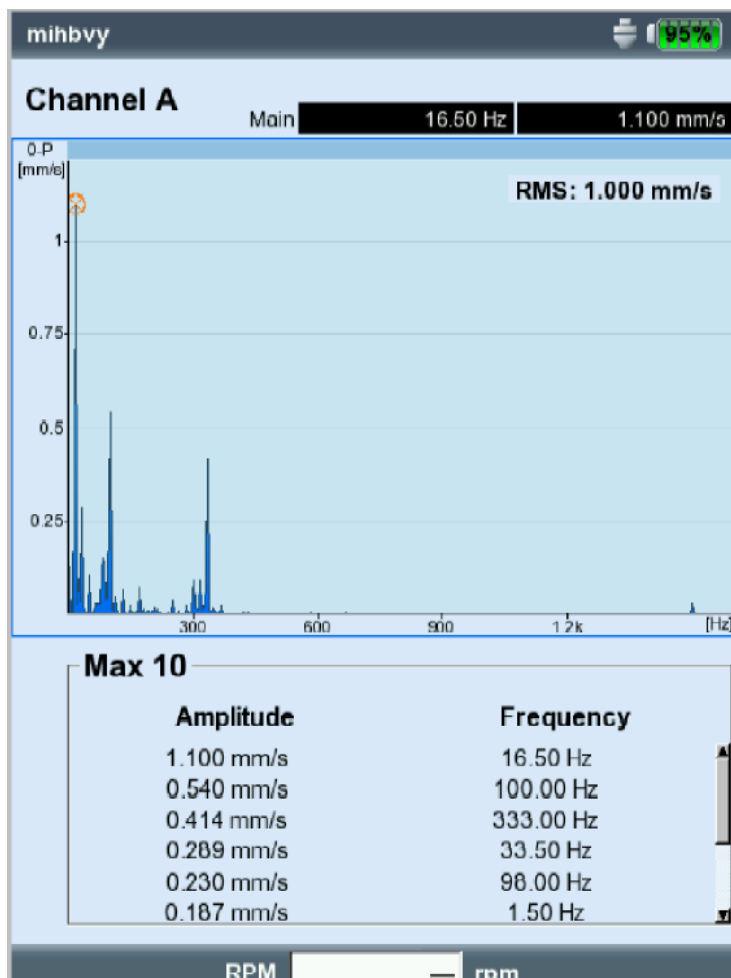 mihbvy 95%
Channel A Main 16.50 Hz 1.100 mm/s
0-P
[mm/s]
RMS: 1.000 mm/s
1
0.75
0.5
0.25
300 600 900 1.2k [Hz]
Max 10
Amplitude Frequency
1.100 mm/s 16.50 Hz
0.540 mm/s 100.00 Hz
0.414 mm/s 333.00 Hz
0.289 mm/s 33.50 Hz
0.230 mm/s 98.00 Hz
0.187 mm/s 1.50 Hz
RPM — rpm